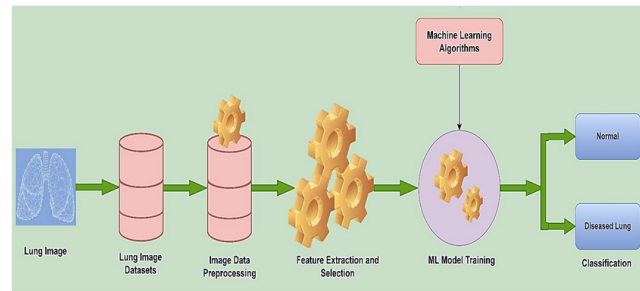 Machine Learning
Algorithms
Normal
Diseased Lung
Lung Image
Lung Image
Datasets
Image Data
Preprocessing
Feature Extraction and
Selection
ML Model Training
Classification